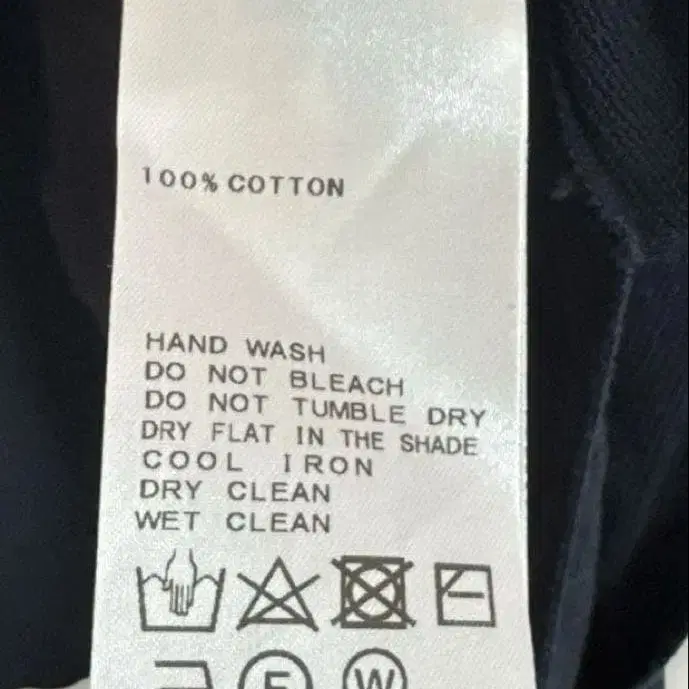 100% COTTON
HAND WASH
DO NOT BLEACH
DO NOT TUMBLE DRY
DRY FLAT IN THE SHADE
COOL IRON
DRY CLEAN
WET CLEAN
W